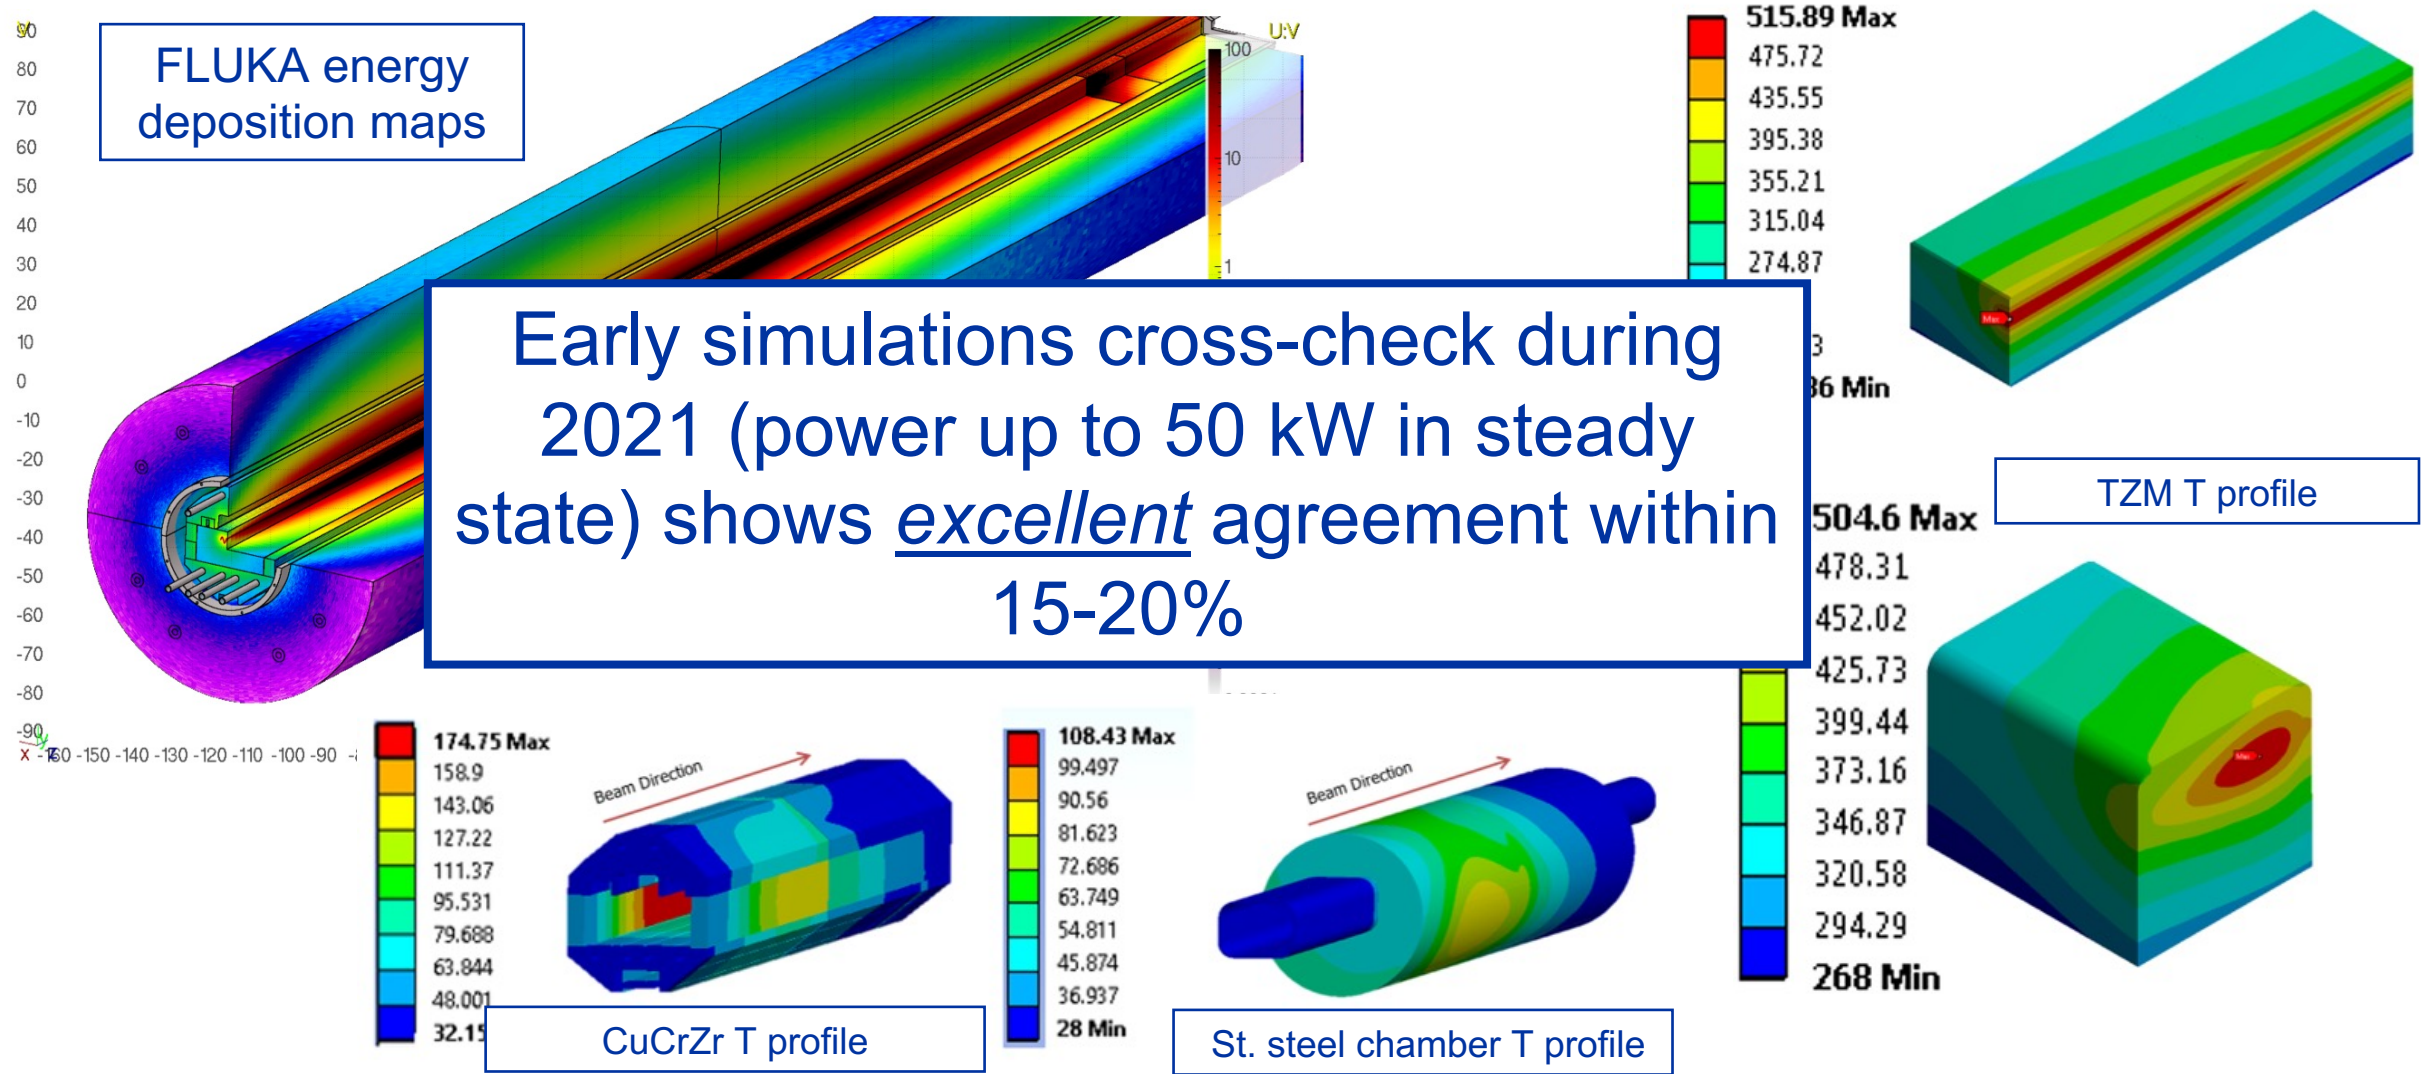 FLUKA energy
deposition maps
90
80
70
60
50
40
30
20
10
0
-10
-20
-30
-40
-50
-60
-70
-80
-90
X
-150 -140 -130 -120 -110 -100 -90
U:V
100
10
1
Early simulations cross-check during
2021 (power up to 50 kW in steady
state) shows excellent agreement within
15-20%
515.89 Max
475.72
435.55
395.38
355.21
315.04
274.87
3
36 Min
TZM T profile
504.6 Max
478.31
452.02
425.73
399.44
373.16
346.87
320.58
294.29
268 Min
174.75 Max
158.9
143.06
127.22
111.37
95.531
79.688
63.844
48.001
32.15
Beam Direction
CuCrZr T profile
108.43 Max
99.497
90.56
81.623
72.686
63.749
54.811
45.874
36.937
28 Min
Beam Direction
St. steel chamber T profile